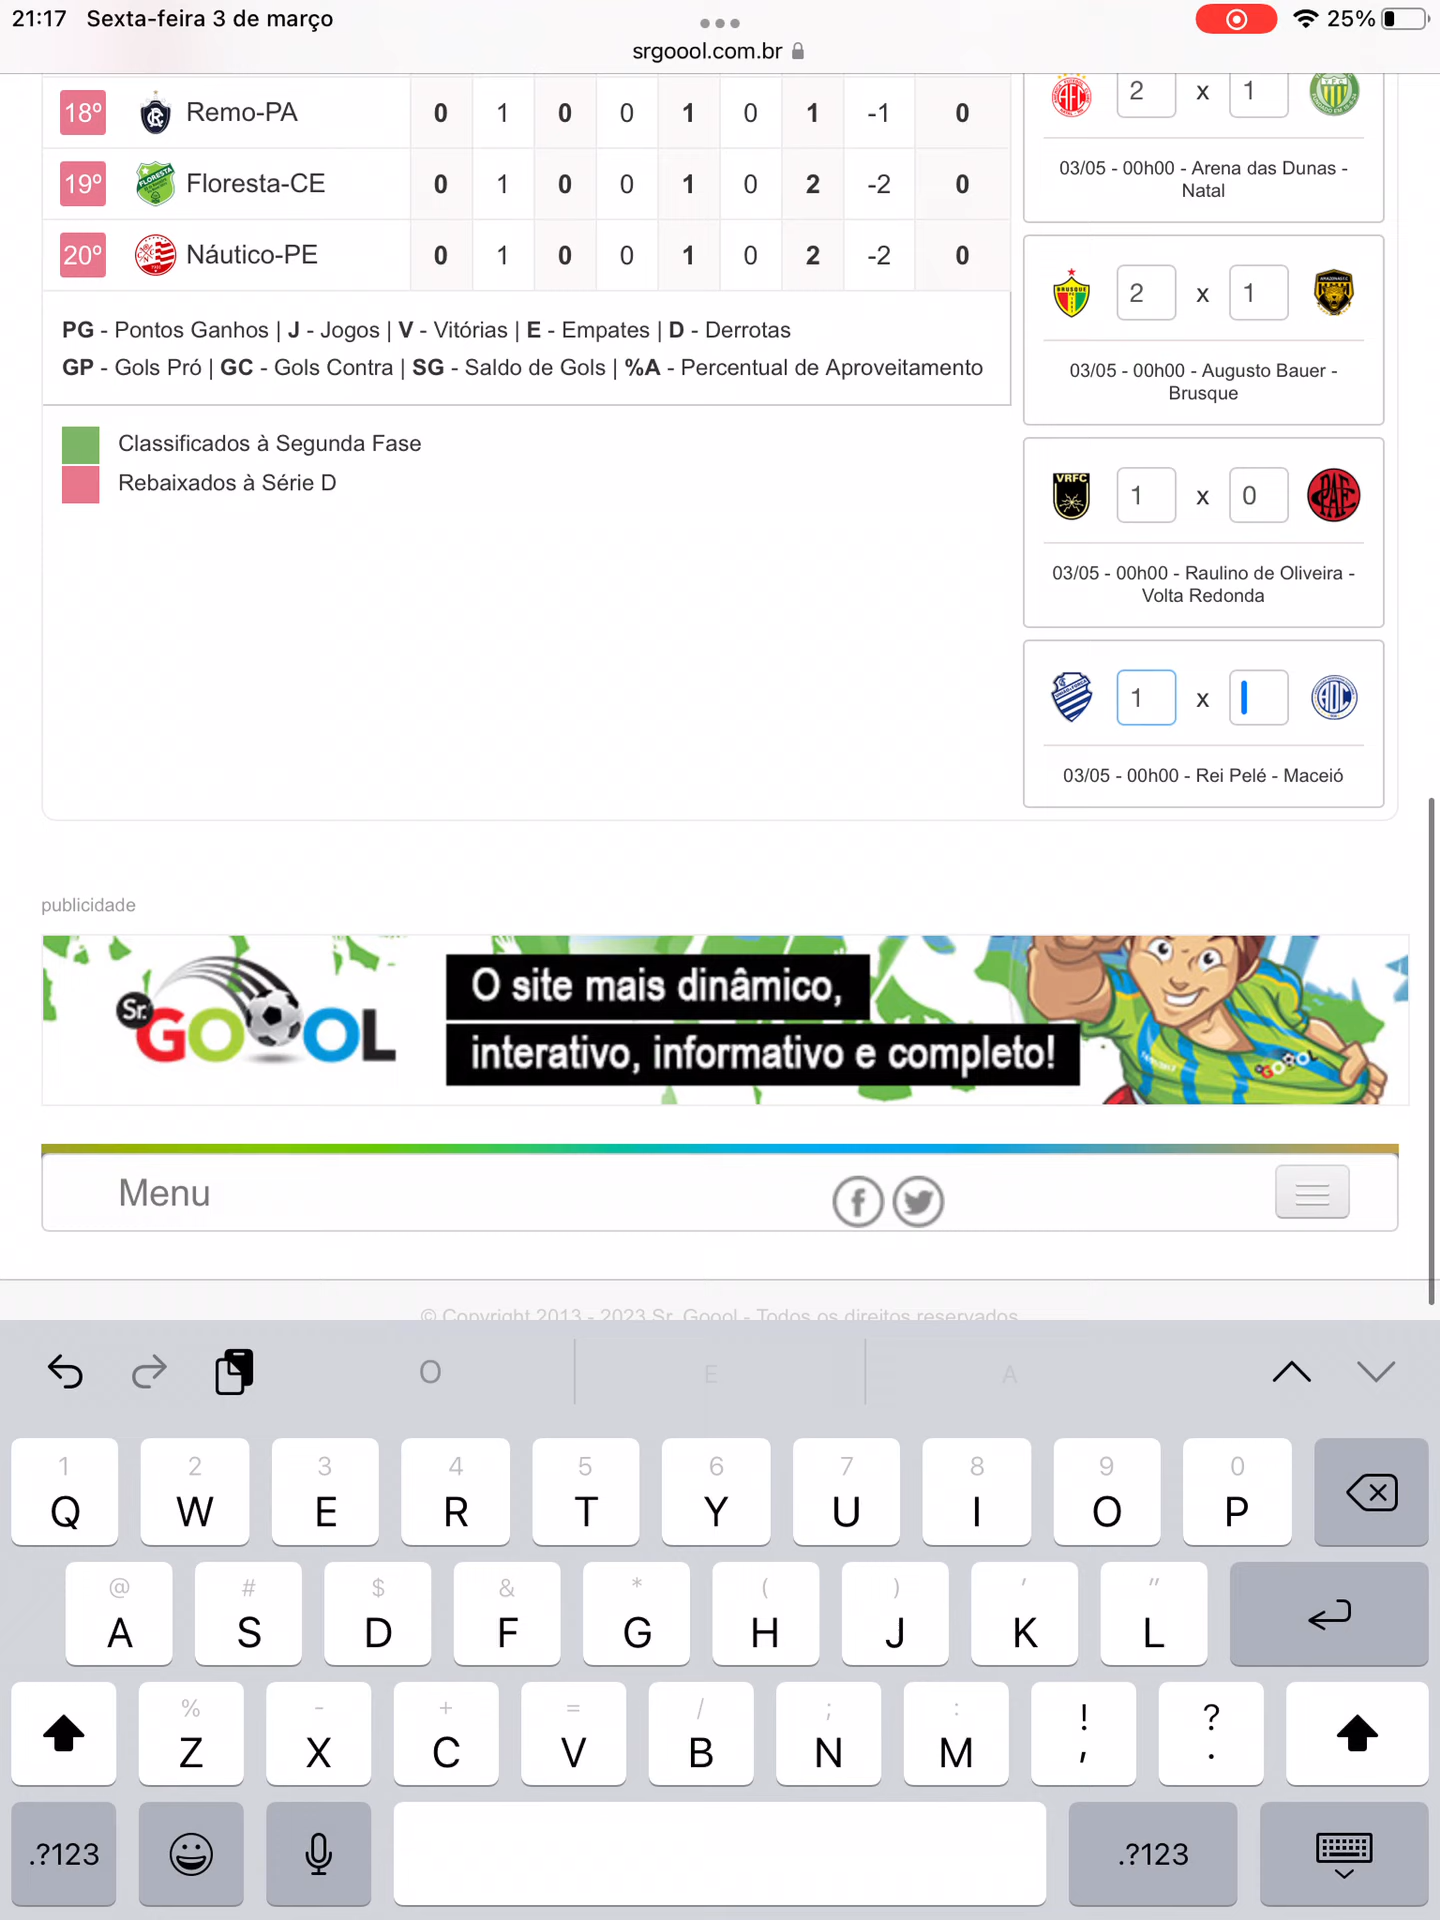 21:17 Sexta-feira 3 de março
25%
srgoool.com.br
18º Remo-PA 0 1 0 0 1 0 1 -1 0
19º Floresta-CE 0 1 0 0 1 0 2 -2 0
20º Náutico-PE 0 1 0 0 1 0 2 -2 0
PG - Pontos Ganhos | J - Jogos | V - Vitórias | E - Empates | D - Derrotas
GP - Gols Pró | GC - Gols Contra | SG - Saldo de Gols | %A - Percentual de Aproveitamento
Classificados à Segunda Fase
Rebaixados à Série D
2 x 1
03/05 - 00h00 - Arena das Dunas -
Natal
BRUSQUE 2 x 1
03/05 - 00h00 - Augusto Bauer -
Brusque
VRFC 1 x 0 PAF
03/05 - 00h00 - Raulino de Oliveira -
Volta Redonda
1 x
03/05 - 00h00 - Rei Pelé - Maceió
publicidade
Sr. GOOOL
O site mais dinâmico,
interativo, informativo e completo!
Menu
© Copyright 2013 - 2023 Sr. Goool - Todos os direitos reservados
O E A
1 2 3 4 5 6 7 8 9 0
Q W E R T Y U I O P
@ # $ & * ( ) ' "
A S D F G H J K L
% - + = / ; : ! ?
Z X C V B N M , .
.?123 .?123